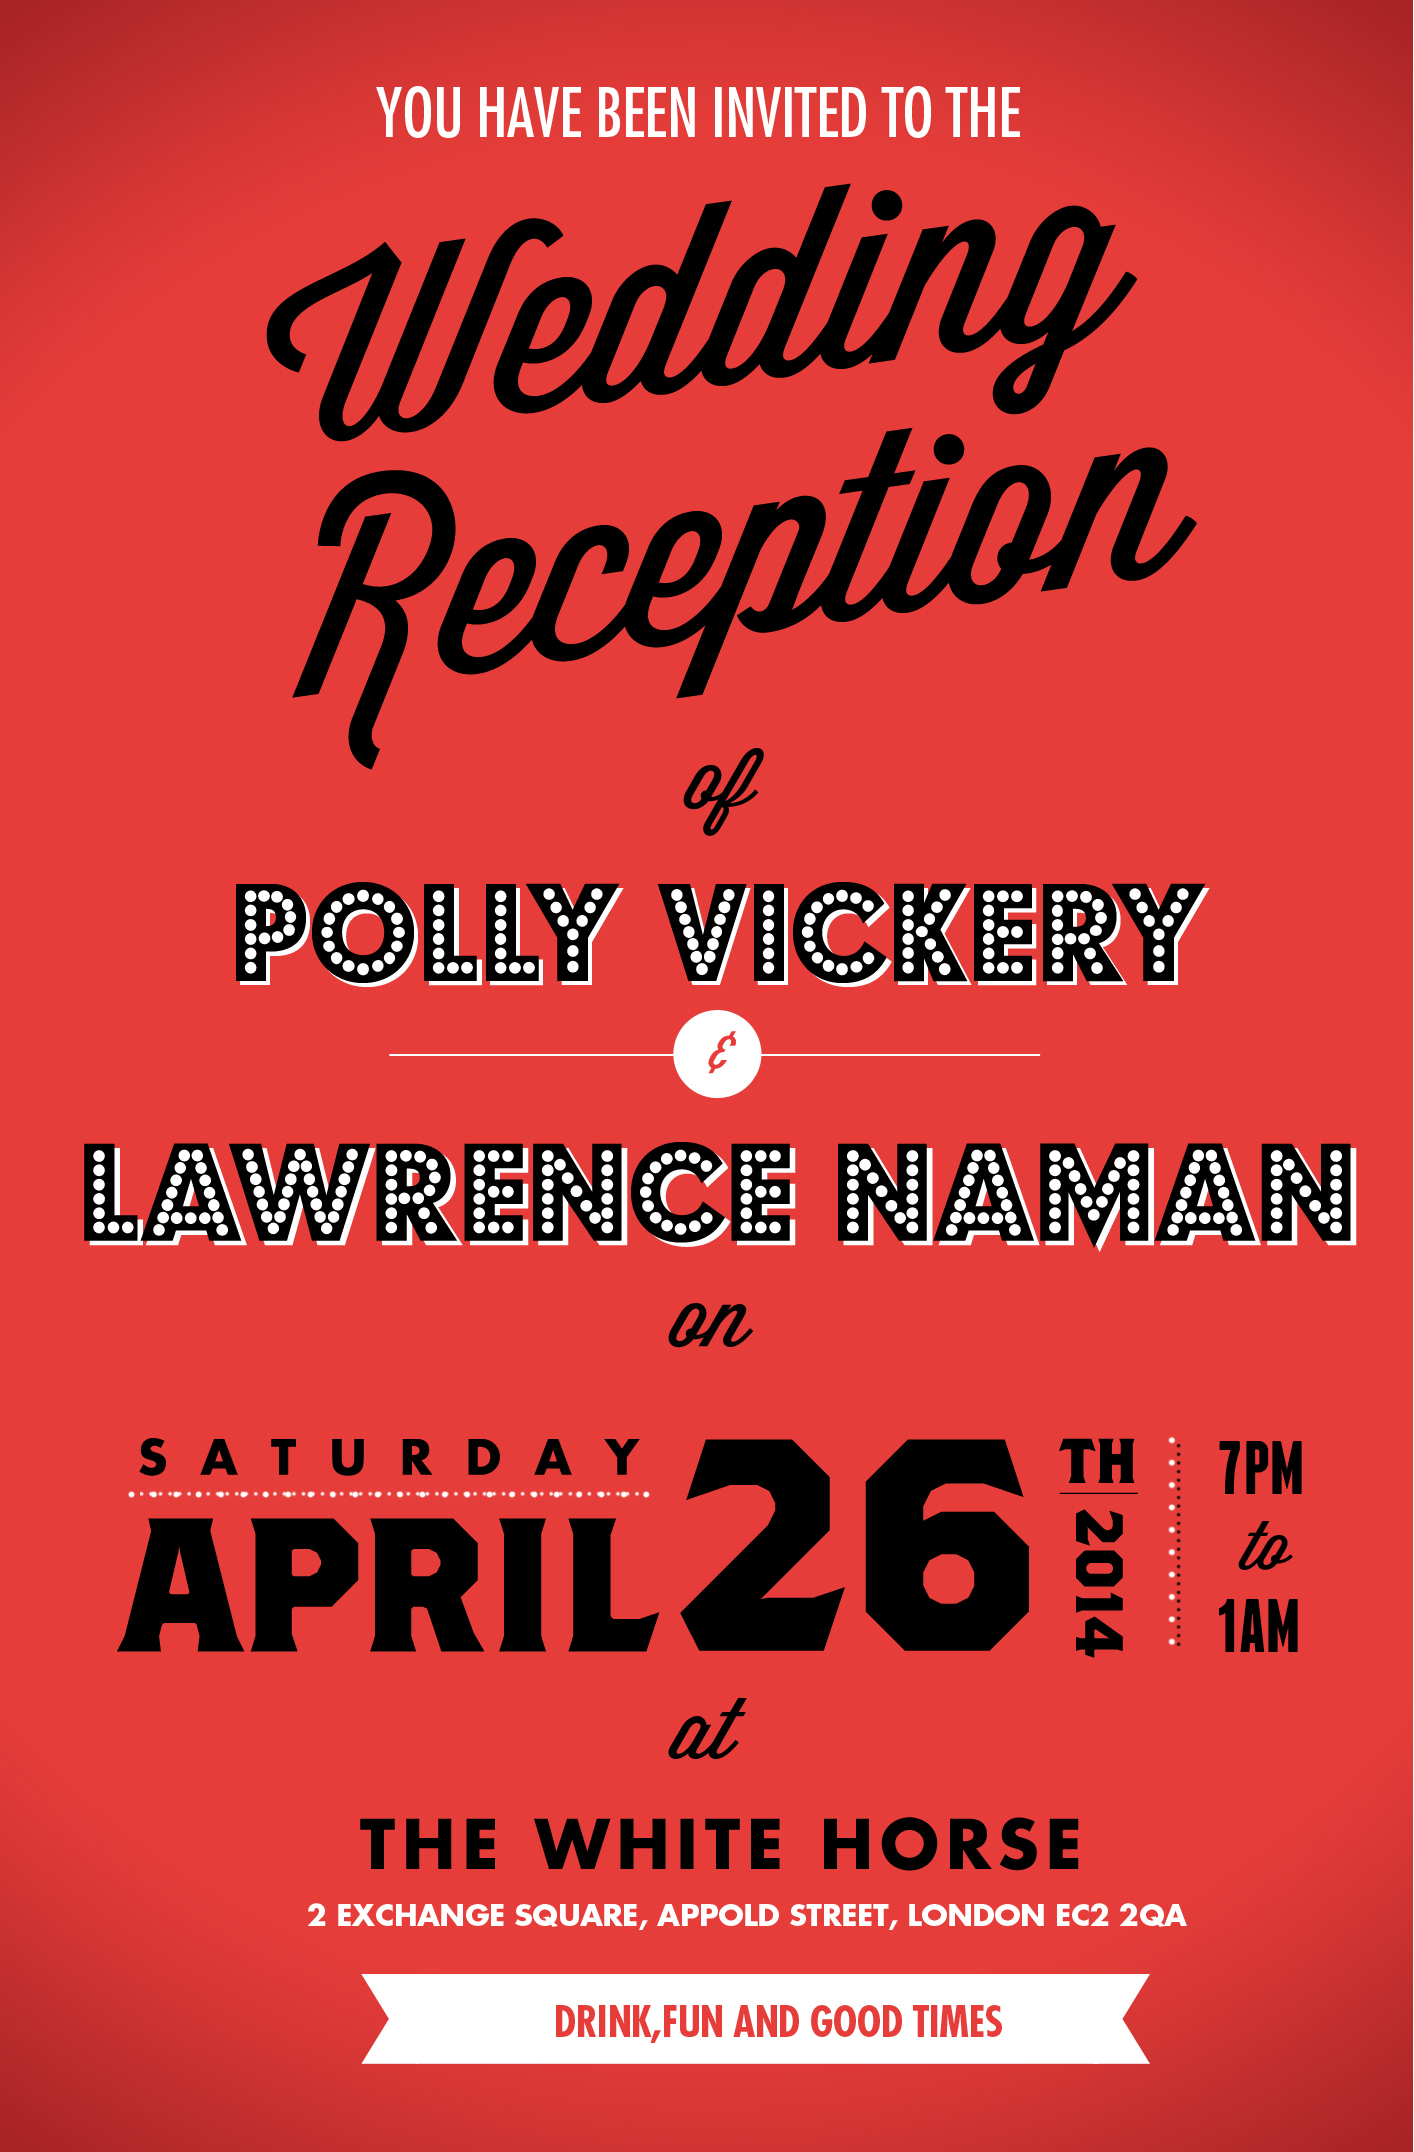 YOU HAVE BEEN INVITED TO THE
Wedding
Reception
of
POLLY VICKERY
&
LAWRENCE NAMAN
on
SATURDAY
APRIL 26 TH
2014
7PM
to
1AM
at
THE WHITE HORSE
2 EXCHANGE SQUARE, APPOLD STREET, LONDON EC2 2QA
DRINK,FUN AND GOOD TIMES